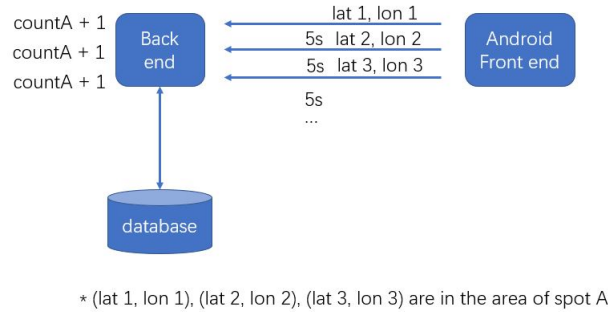 lat 1, lon 1
countA + 1
5s lat 2, lon 2
countA + 1
5s lat 3, lon 3
countA + 1
Back
end
Android
Front end
5s
...
database
* (lat 1, lon 1), (lat 2, lon 2), (lat 3, lon 3) are in the area of spot A